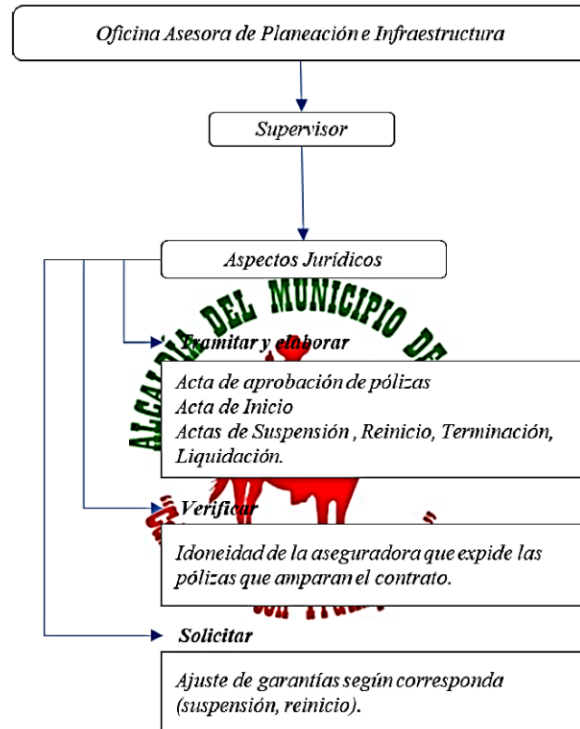 Oficina Asesora de Planeación e Infraestructura
Supervisor
Aspectos Jurídicos
ALCALDÍA DEL MUNICIPIO DE
Tramitar y elaborar
Acta de aprobación de pólizas
Acta de Inicio
Actas de Suspensión , Reinicio, Terminación,
Liquidación.
Verificar
Idoneidad de la aseguradora que expide las
pólizas que amparan el contrato.
Solicitar
Ajuste de garantías según corresponda
(suspensión, reinicio).